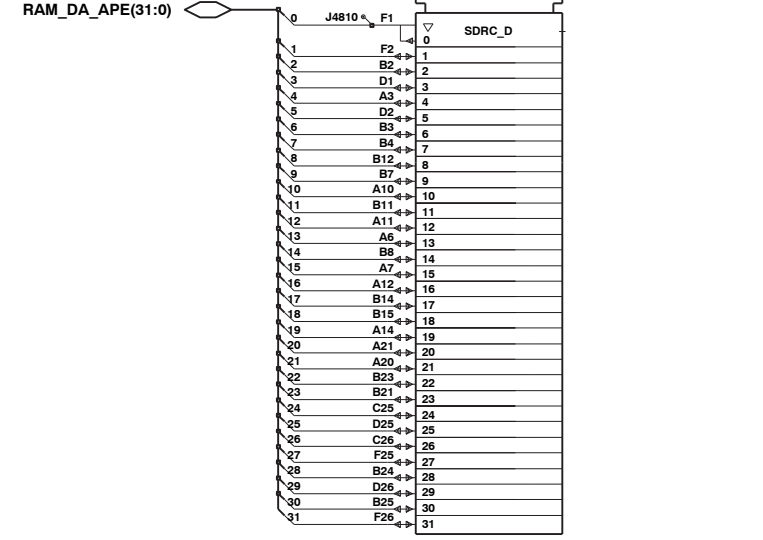 RAM_DA_APE(31:0)
0 J4810 F1 SDRC_D
0
1 F2 1
2 B2 2
3 D1 3
4 A3 4
5 D2 5
6 B3 6
7 B4 7
8 B12 8
9 B7 9
10 A10 10
11 B11 11
12 A11 12
13 A6 13
14 B8 14
15 A7 15
16 A12 16
17 B14 17
18 B15 18
19 A14 19
20 A21 20
21 A20 21
22 B23 22
23 B21 23
24 C25 24
25 D25 25
26 C26 26
27 F25 27
28 B24 28
29 D26 29
30 B25 30
31 F26 31